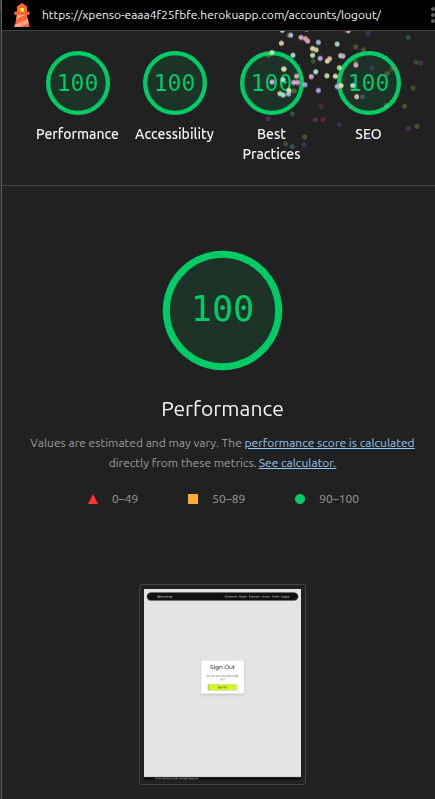 https://xpenso-eaaa4f25fbfe.herokuapp.com/accounts/logout/
100 100 100 100
Performance Accessibility Best Practices SEO
100
Performance
Values are estimated and may vary. The performance score is calculated
directly from these metrics. See calculator.
0–49 50–89 90–100
Sign Out